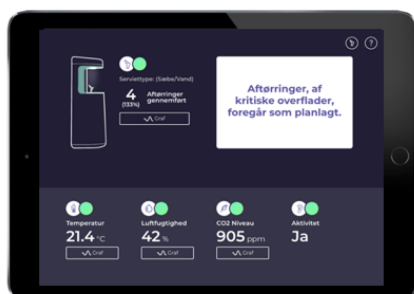 ?
Serviettype: (Sæbe/Vand)
4 Aftørringer
(133%) gennemført
Graf
Aftørringer, af
kritiske overflader,
foregår som planlagt.
Temperatur
21.4 °C
Graf
Luftfugtighed
42 %
Graf
CO2 Niveau
905 ppm
Graf
Aktivitet
Ja